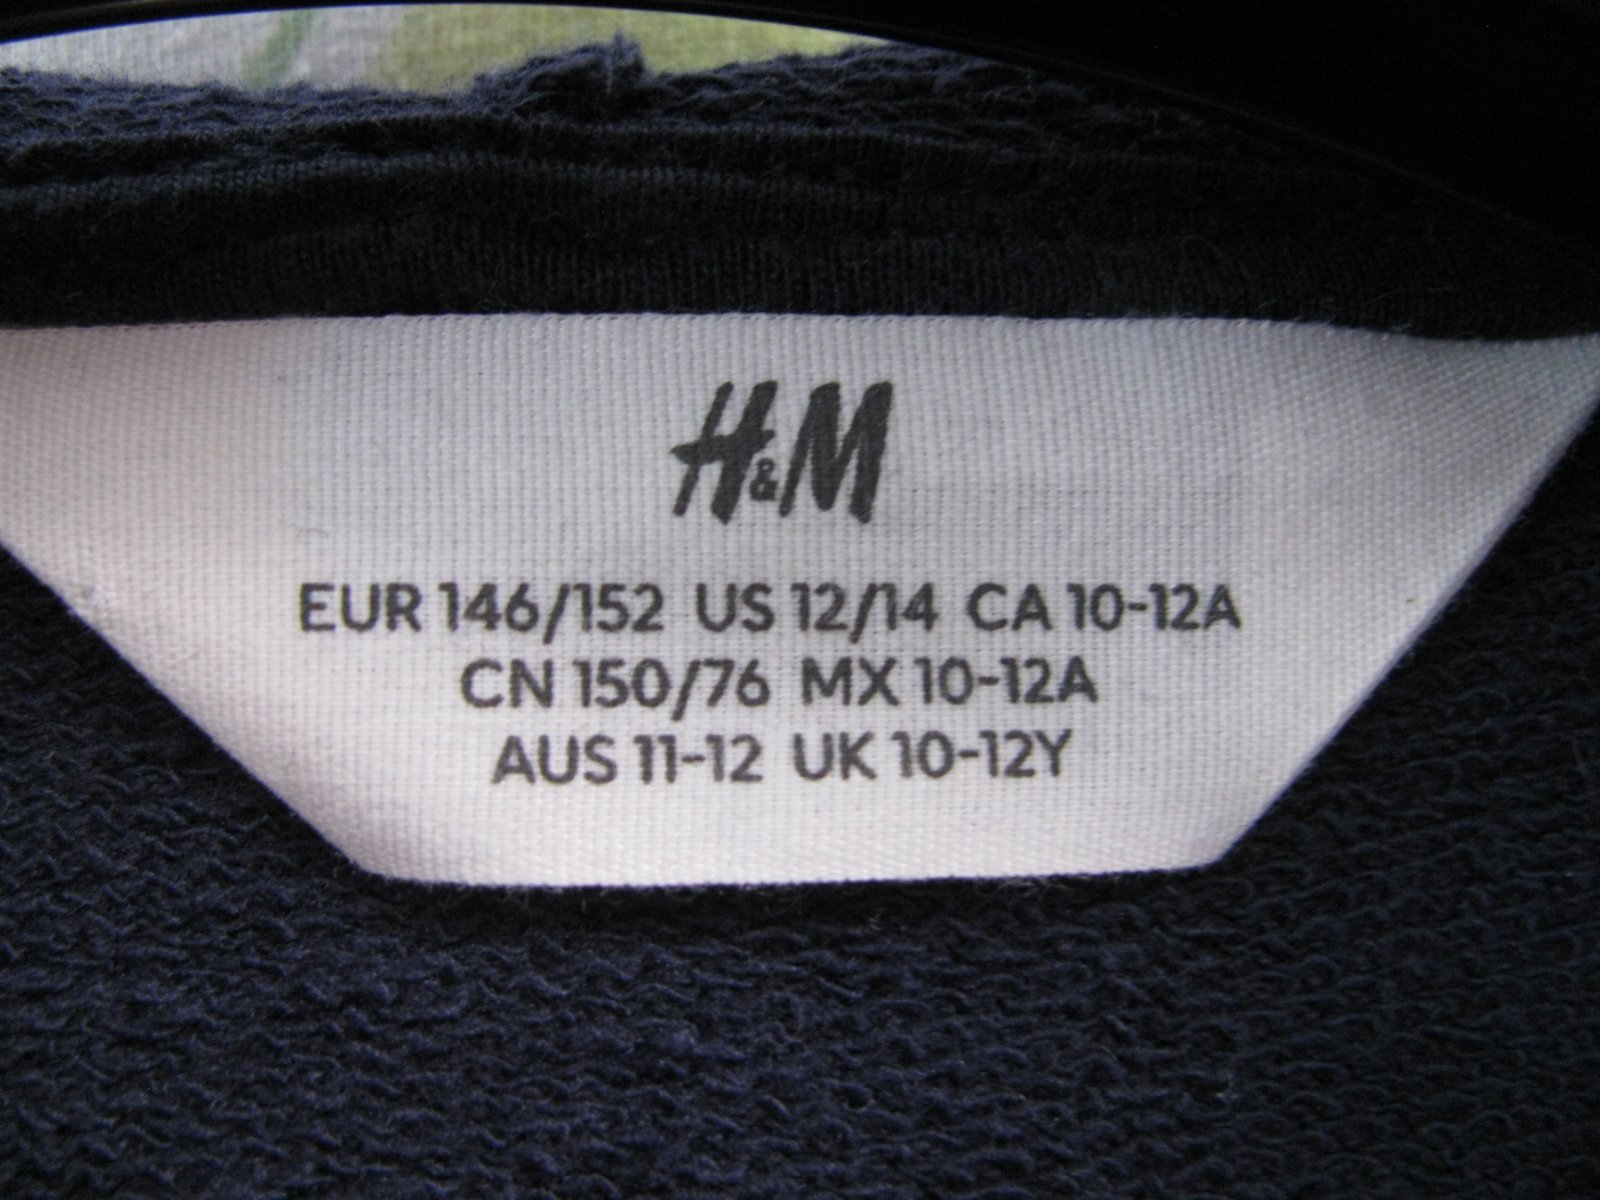 H&M
EUR 146/152 US 12/14 CA 10-12A
CN 150/76 MX 10-12A
AUS 11-12 UK 10-12Y